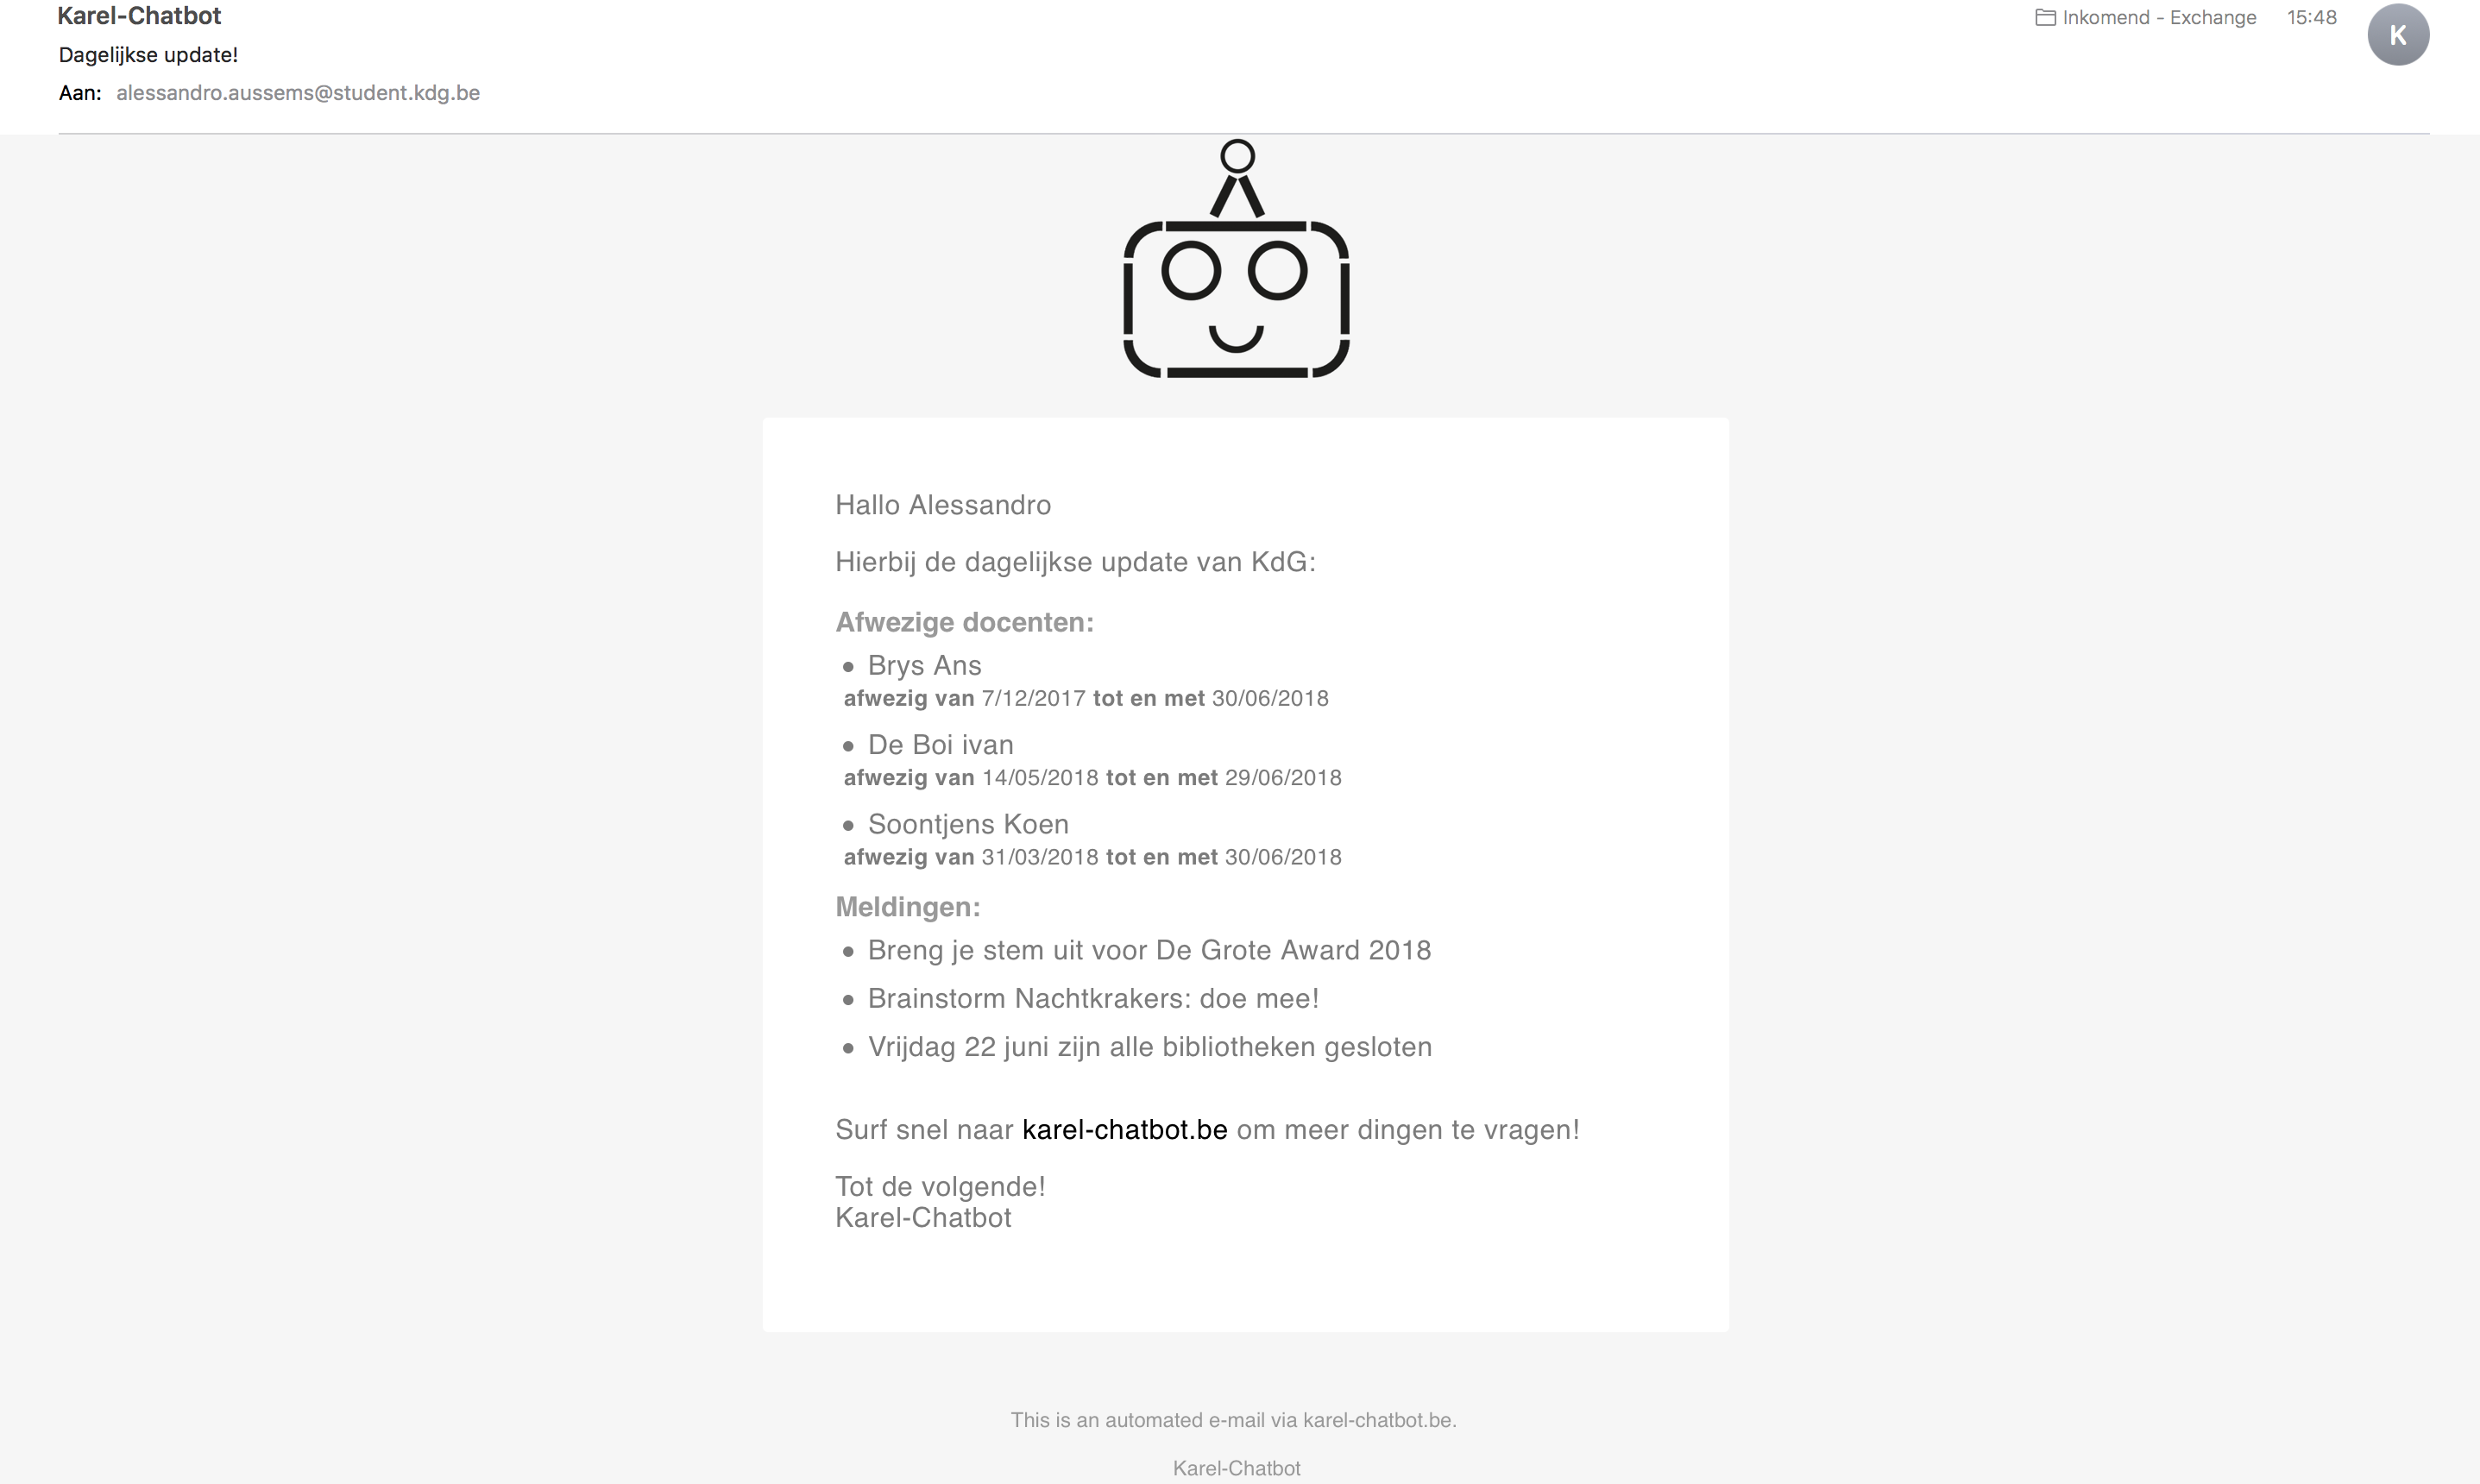 Karel-Chatbot
Inkomend - Exchange 15:48
K
Dagelijkse update!
Aan: alessandro.aussems@student.kdg.be
Hallo Alessandro
Hierbij de dagelijkse update van KdG:
Afwezige docenten:
• Brys Ans
afwezig van 7/12/2017 tot en met 30/06/2018
• De Boi ivan
afwezig van 14/05/2018 tot en met 29/06/2018
• Soontjens Koen
afwezig van 31/03/2018 tot en met 30/06/2018
Meldingen:
• Breng je stem uit voor De Grote Award 2018
• Brainstorm Nachtkrakers: doe mee!
• Vrijdag 22 juni zijn alle bibliotheken gesloten
Surf snel naar karel-chatbot.be om meer dingen te vragen!
Tot de volgende!
Karel-Chatbot
This is an automated e-mail via karel-chatbot.be.
Karel-Chatbot